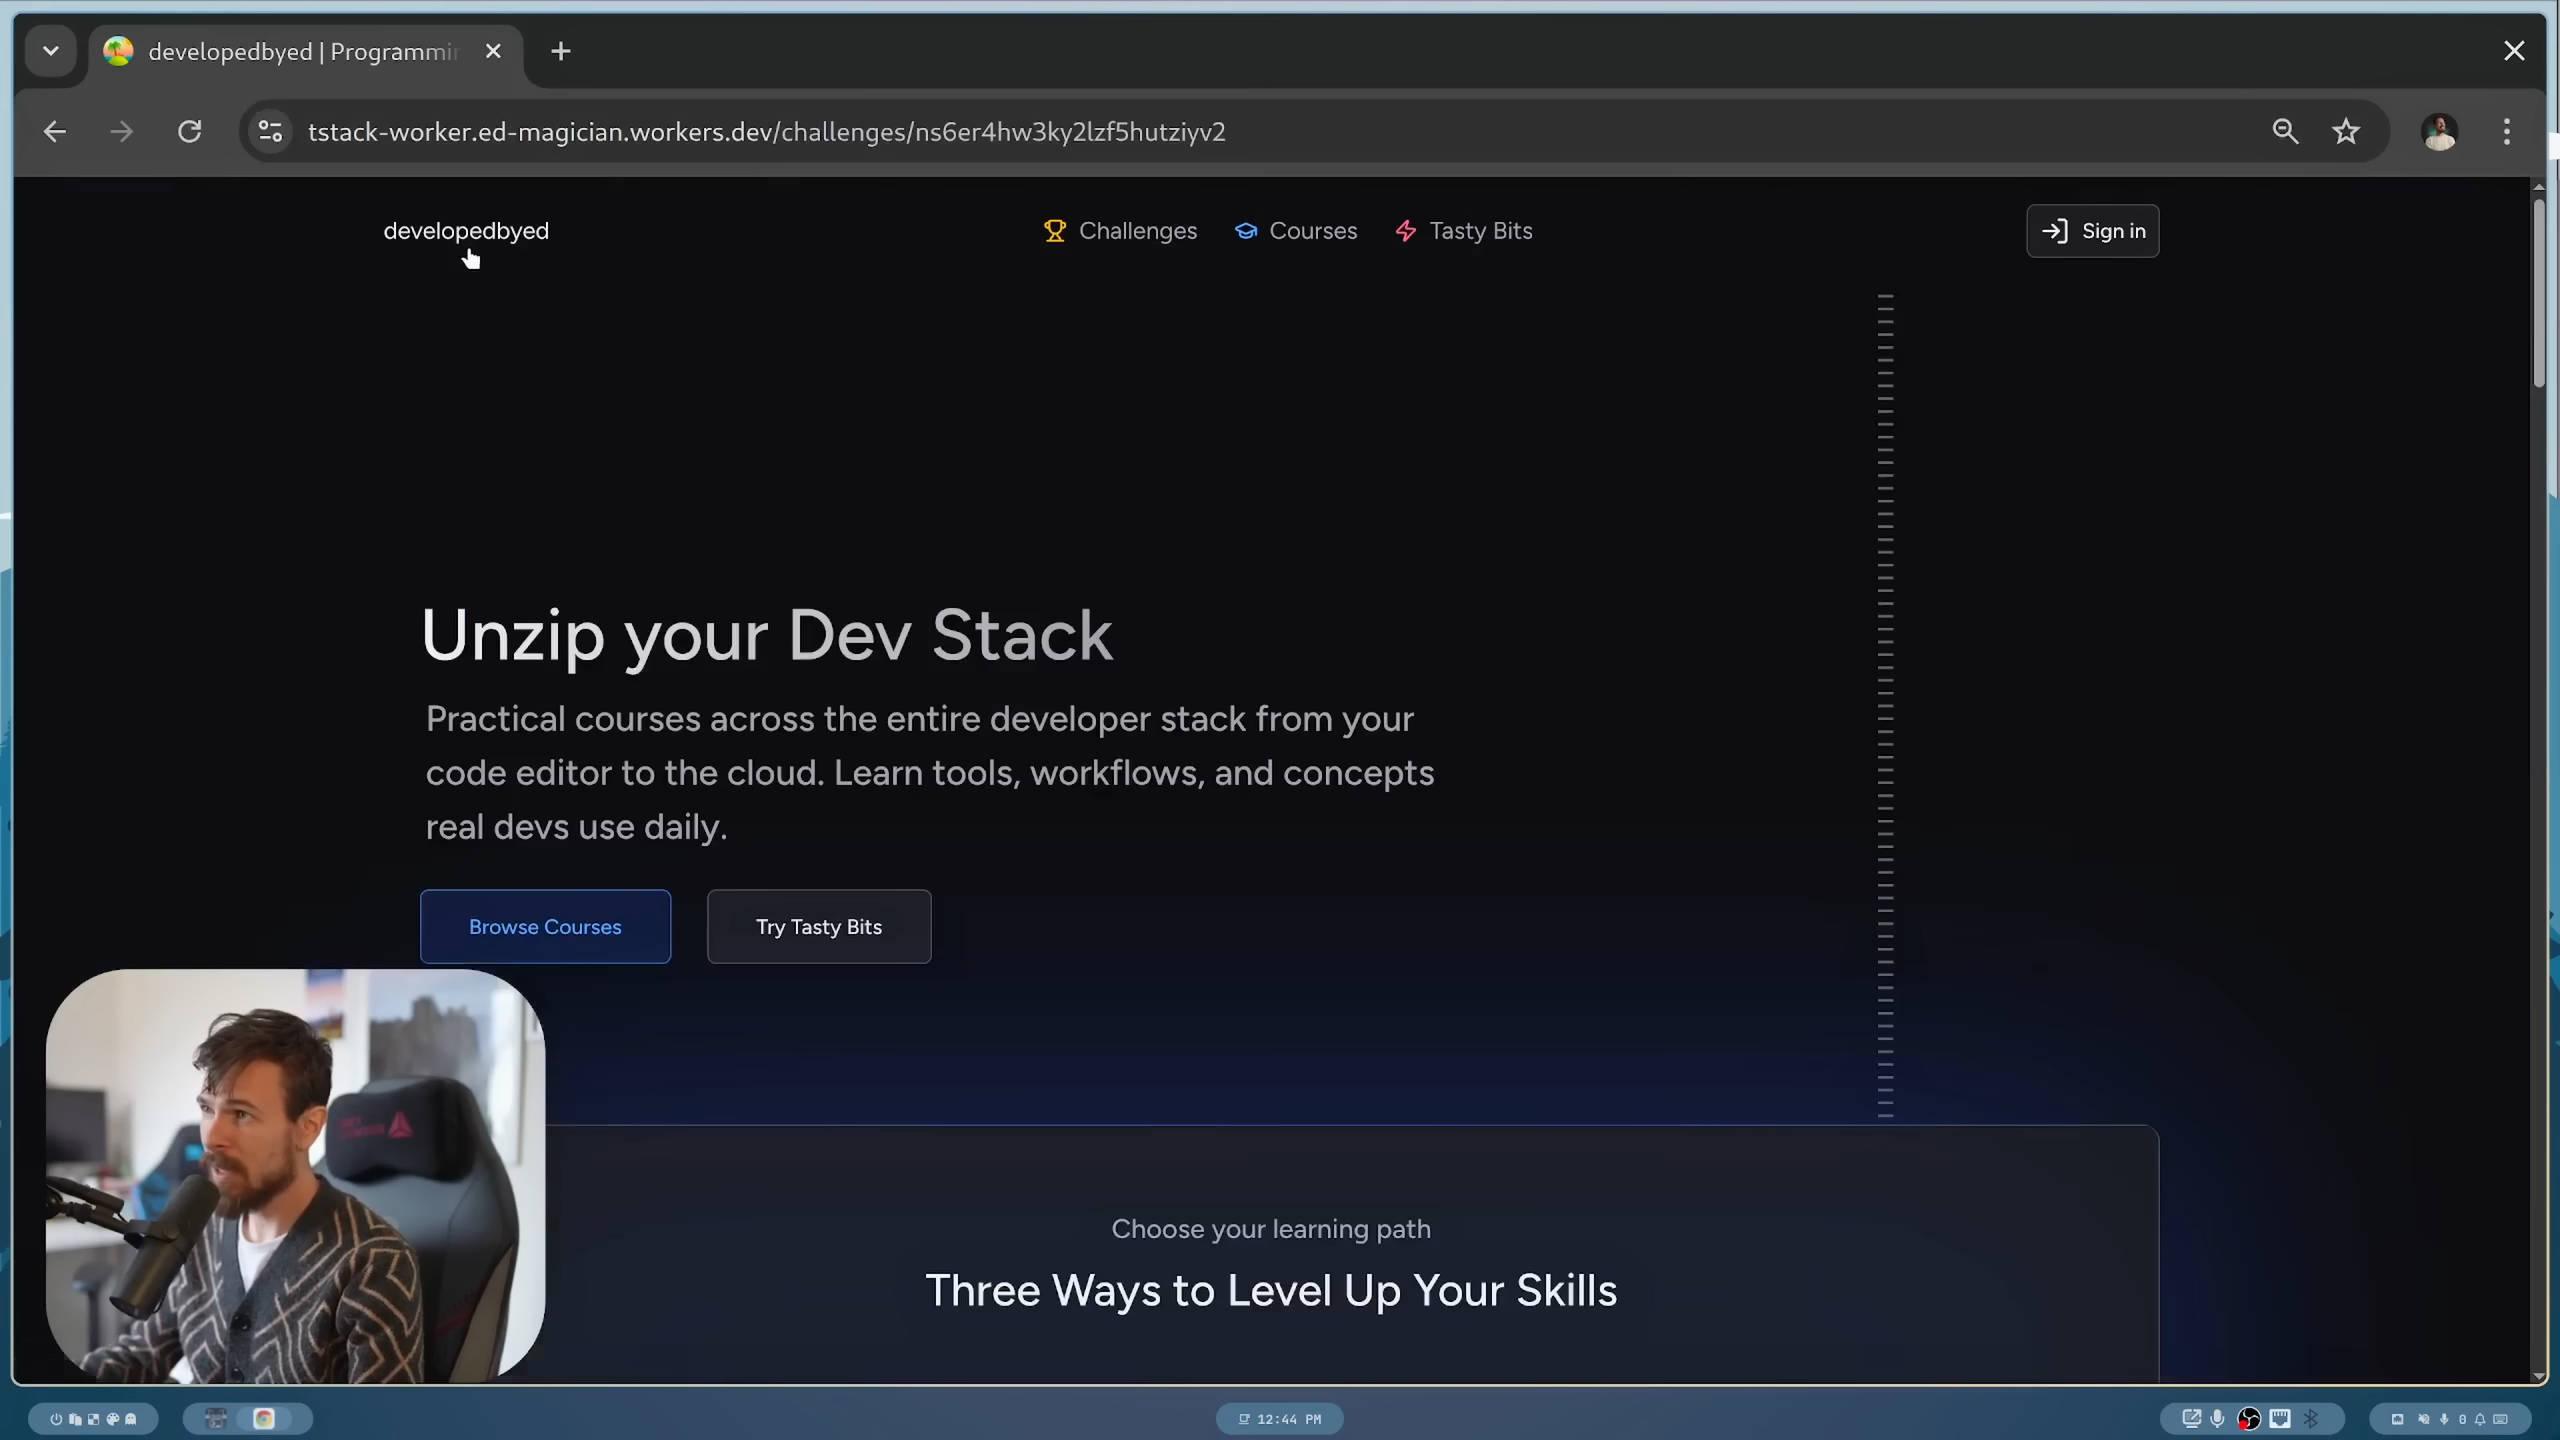 developedbyed | Programmin
tstack-worker.ed-magician.workers.dev/challenges/ns6er4hw3ky2lzf5hutziyv2
developedbyed
Challenges
Courses
Tasty Bits
Sign in
Unzip your Dev Stack
Practical courses across the entire developer stack from your
code editor to the cloud. Learn tools, workflows, and concepts
real devs use daily.
Browse Courses
Try Tasty Bits
Choose your learning path
Three Ways to Level Up Your Skills
12:44 PM
0